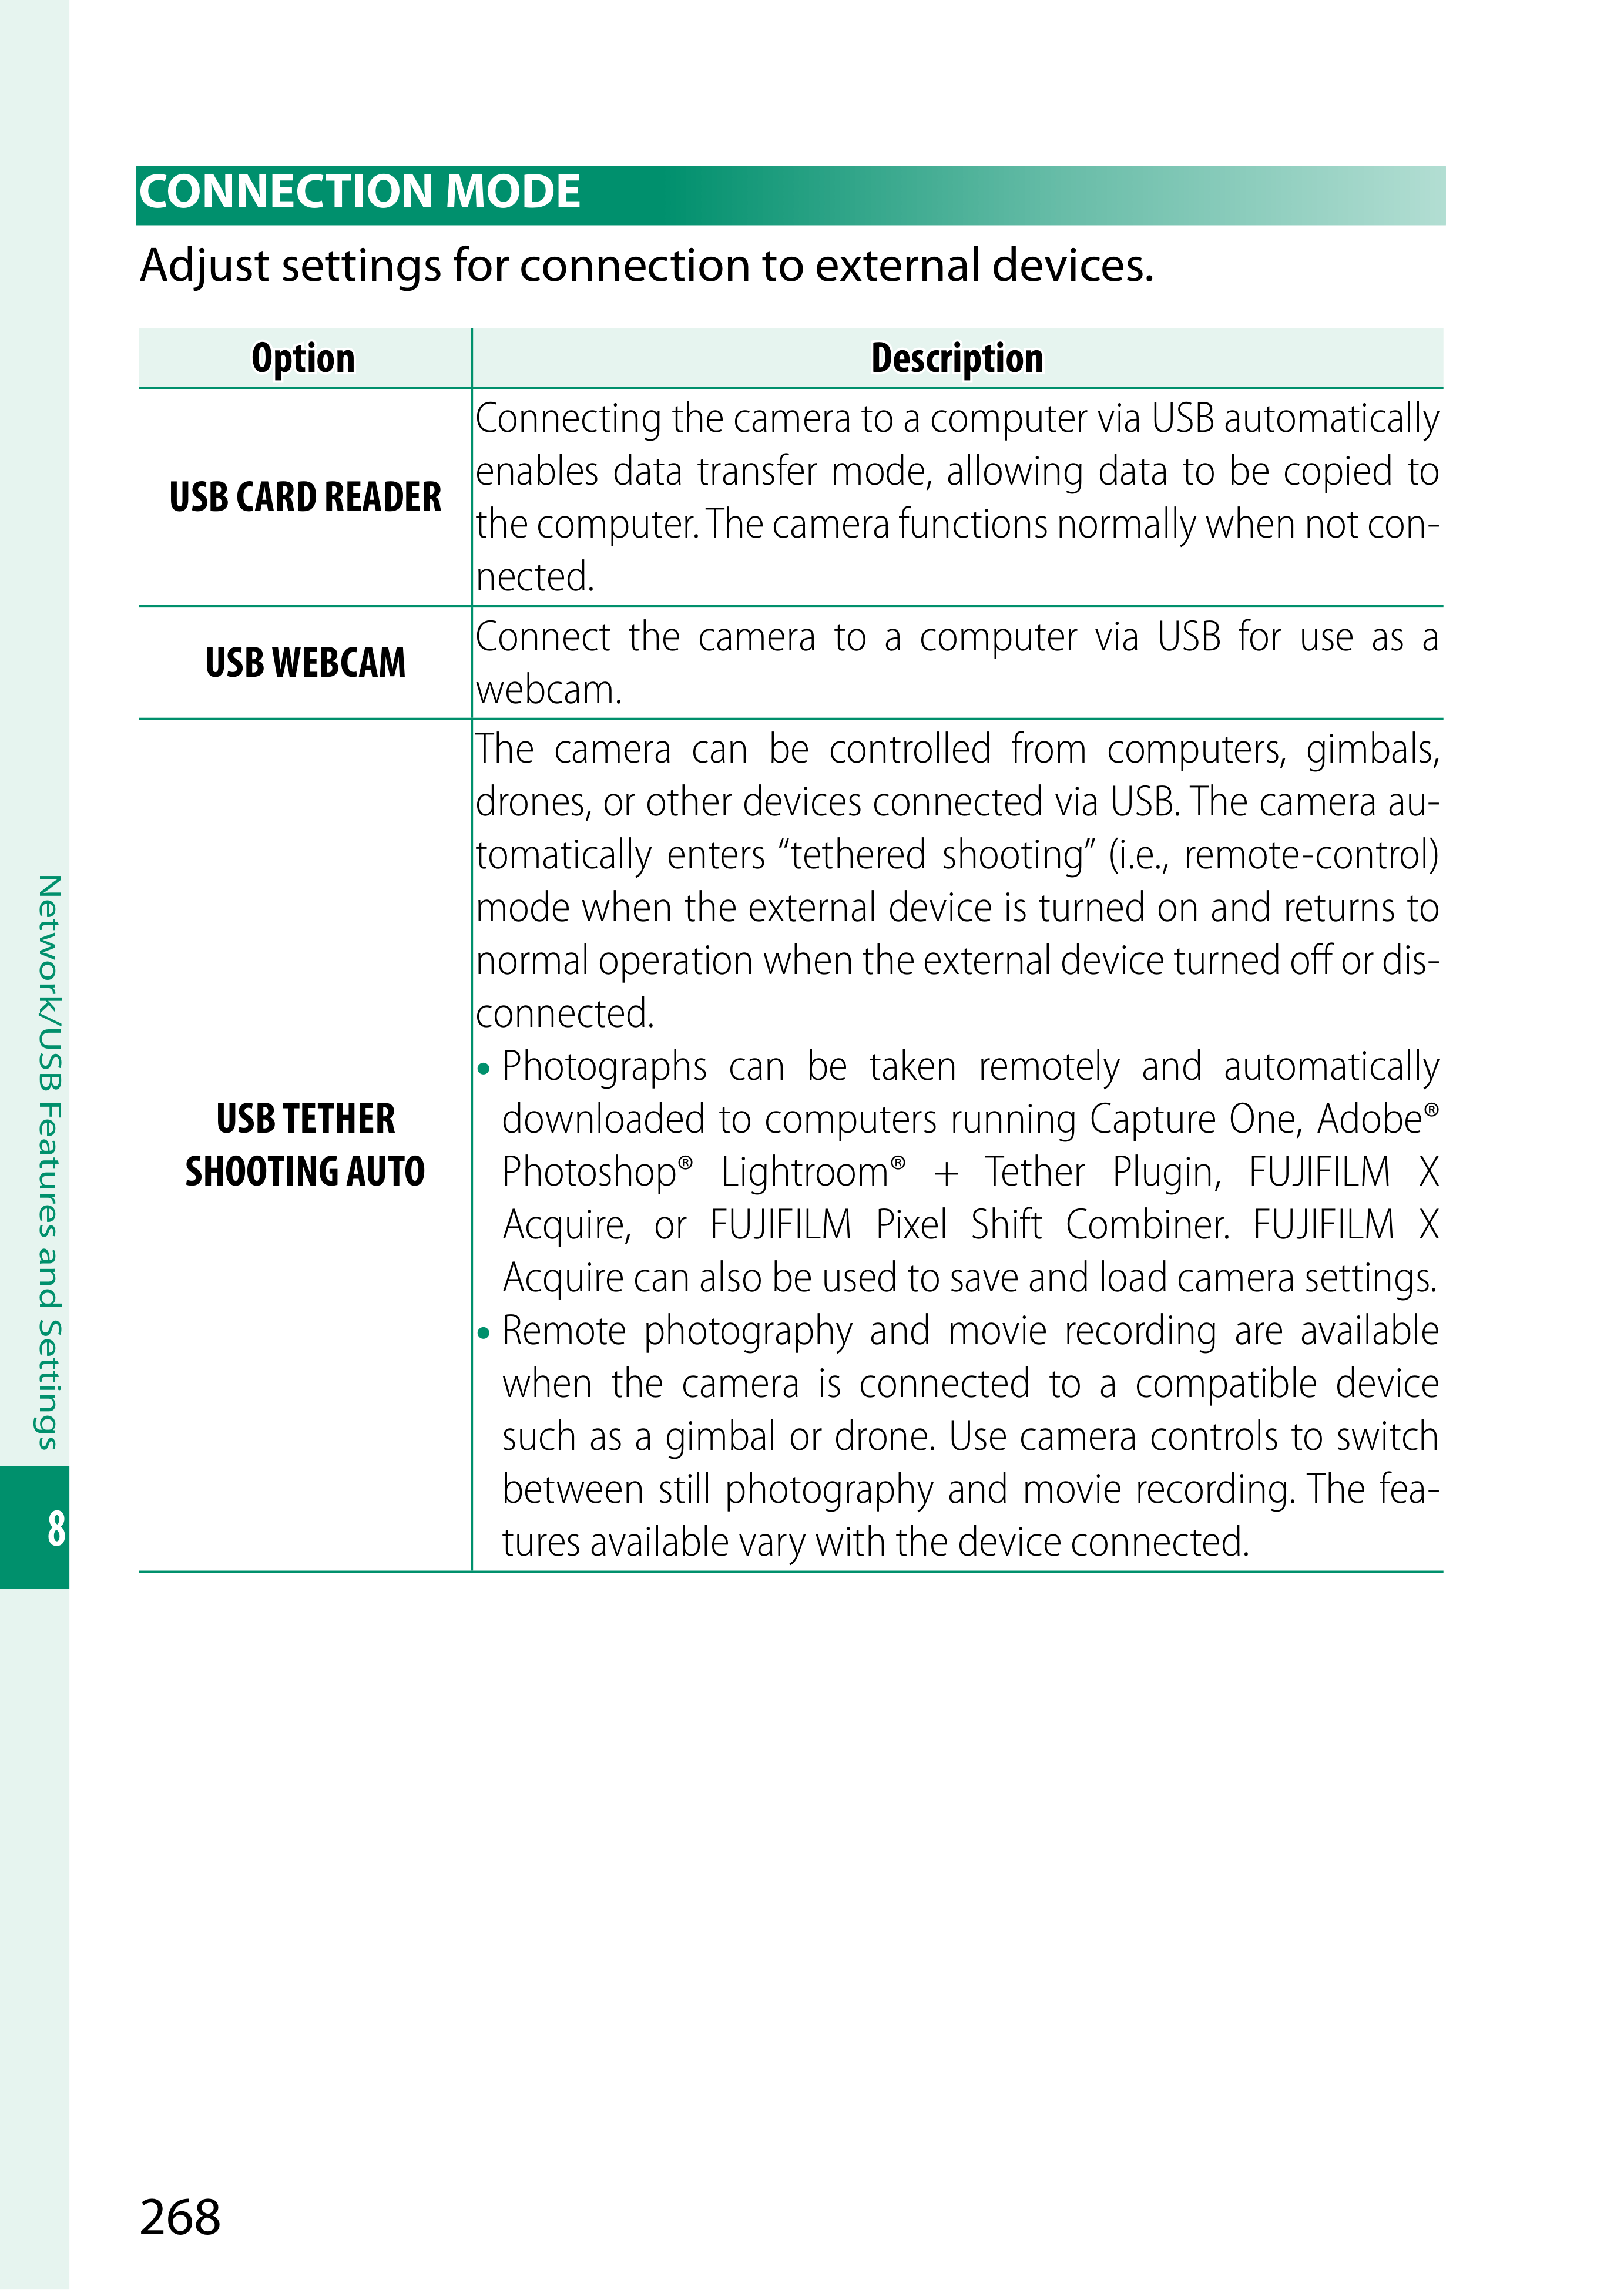 CONNECTION MODE
Adjust settings for connection to external devices.
Option
Description
USB CARD READER
Connecting the camera to a computer via USB automatically
enables data transfer mode, allowing data to be copied to
the computer. The camera functions normally when not con-
nected.
USB WEBCAM
Connect the camera to a computer via USB for use as a
webcam.
USB TETHER
SHOOTING AUTO
The camera can be controlled from computers, gimbals,
drones, or other devices connected via USB. The camera au-
tomatically enters “tethered shooting” (i.e., remote-control)
mode when the external device is turned on and returns to
normal operation when the external device turned off or dis-
connected.
• Photographs can be taken remotely and automatically
downloaded to computers running Capture One, Adobe®
Photoshop® Lightroom® + Tether Plugin, FUJIFILM X
Acquire, or FUJIFILM Pixel Shift Combiner. FUJIFILM X
Acquire can also be used to save and load camera settings.
• Remote photography and movie recording are available
when the camera is connected to a compatible device
such as a gimbal or drone. Use camera controls to switch
between still photography and movie recording. The fea-
tures available vary with the device connected.
Network/USB Features and Settings
8
268